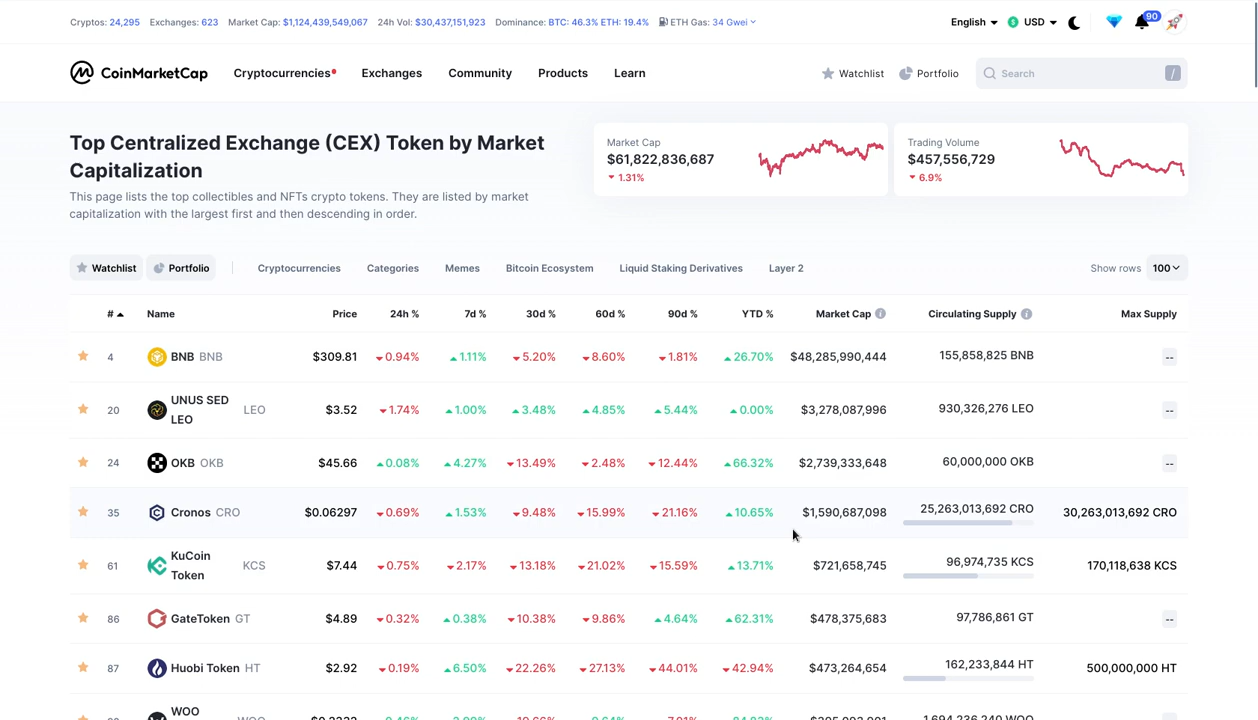 Cryptos: 24,295 Exchanges: 623 Market Cap: $1,124,439,549,067 24h Vol: $30,437,151,923 Dominance: BTC: 46.3% ETH: 19.4% ETH Gas: 34 Gwei English USD 90
CoinMarketCap Cryptocurrencies Exchanges Community Products Learn Watchlist Portfolio Search /
Top Centralized Exchange (CEX) Token by Market
Capitalization
This page lists the top collectibles and NFTs crypto tokens. They are listed by market
capitalization with the largest first and then descending in order.
Market Cap
$61,822,836,687
1.31%
Trading Volume
$457,556,729
6.9%
Watchlist Portfolio Cryptocurrencies Categories Memes Bitcoin Ecosystem Liquid Staking Derivatives Layer 2 Show rows 100
# Name Price 24h % 7d % 30d % 60d % 90d % YTD % Market Cap Circulating Supply Max Supply
4 BNB BNB $309.81 0.94% 1.11% 5.20% 8.60% 1.81% 26.70% $48,285,990,444 155,858,825 BNB --
20 UNUS SED LEO LEO $3.52 1.74% 1.00% 3.48% 4.85% 5.44% 0.00% $3,278,087,996 930,326,276 LEO --
24 OKB OKB $45.66 0.08% 4.27% 13.49% 2.48% 12.44% 66.32% $2,739,333,648 60,000,000 OKB --
35 Cronos CRO $0.06297 0.69% 1.53% 9.48% 15.99% 21.16% 10.65% $1,590,687,098 25,263,013,692 CRO 30,263,013,692 CRO
61 KuCoin Token KCS $7.44 0.75% 2.17% 13.18% 21.02% 15.59% 13.71% $721,658,745 96,974,735 KCS 170,118,638 KCS
86 GateToken GT $4.89 0.32% 0.38% 10.38% 9.86% 4.64% 62.31% $478,375,683 97,786,861 GT --
87 Huobi Token HT $2.92 0.19% 6.50% 22.26% 27.13% 44.01% 42.94% $473,264,654 162,233,844 HT 500,000,000 HT
WOO